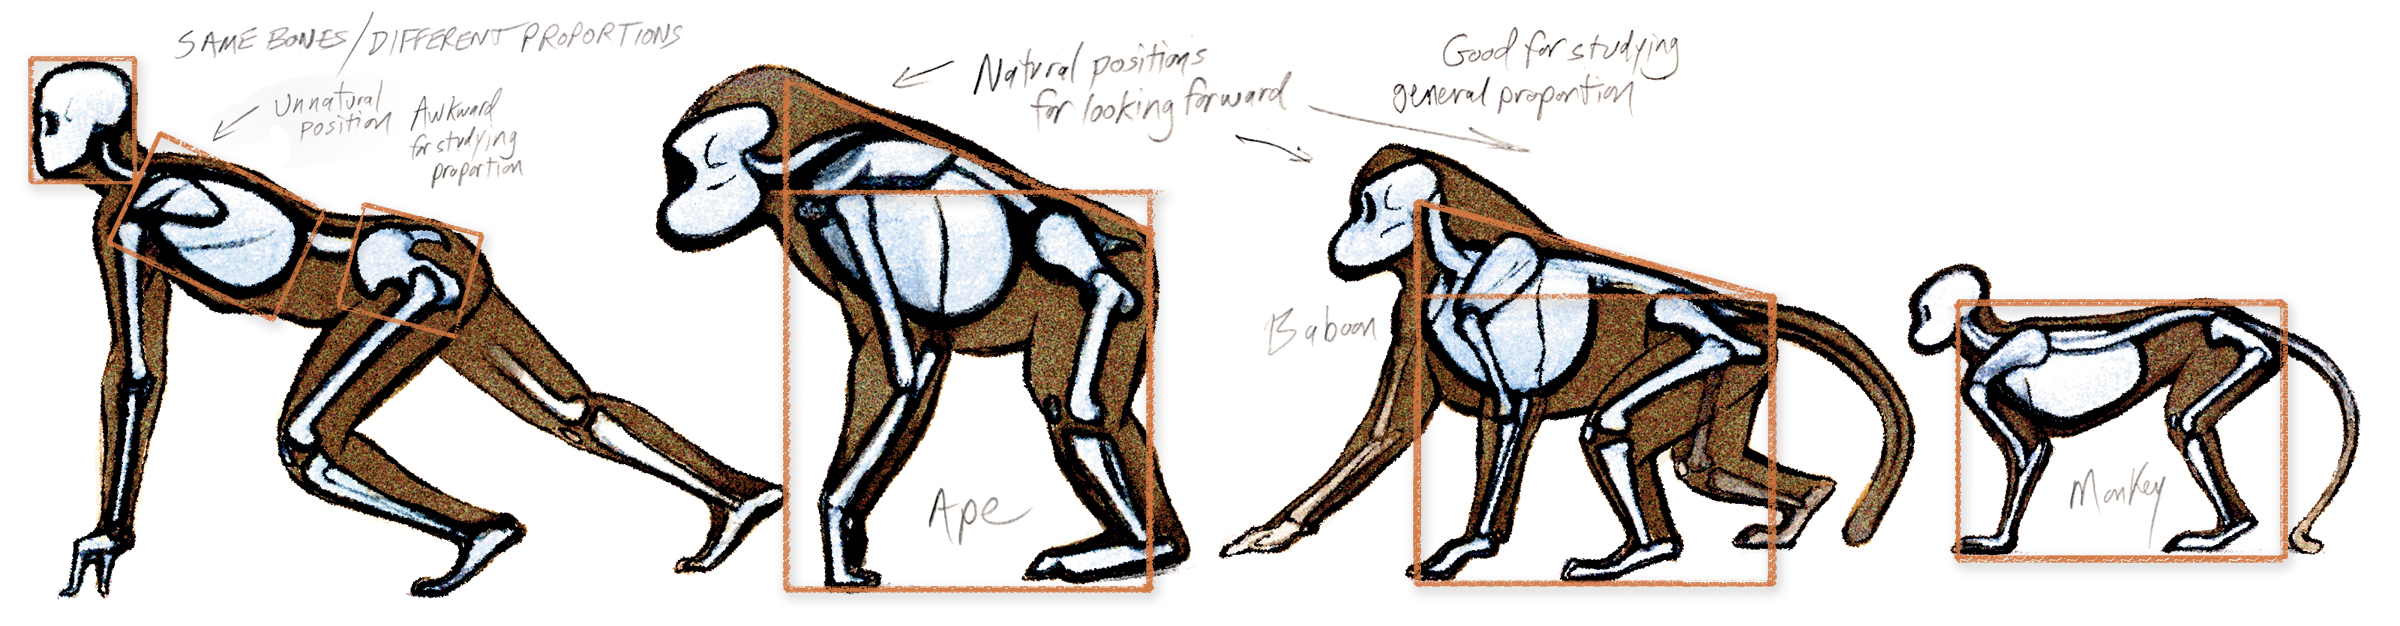 SAME BONES/DIFFERENT PROPORTIONS
Unnatural
position
Awkward
for studying
proportion
Natural positions
for looking forward
Good for studying
general proportion
Ape
Baboon
Monkey